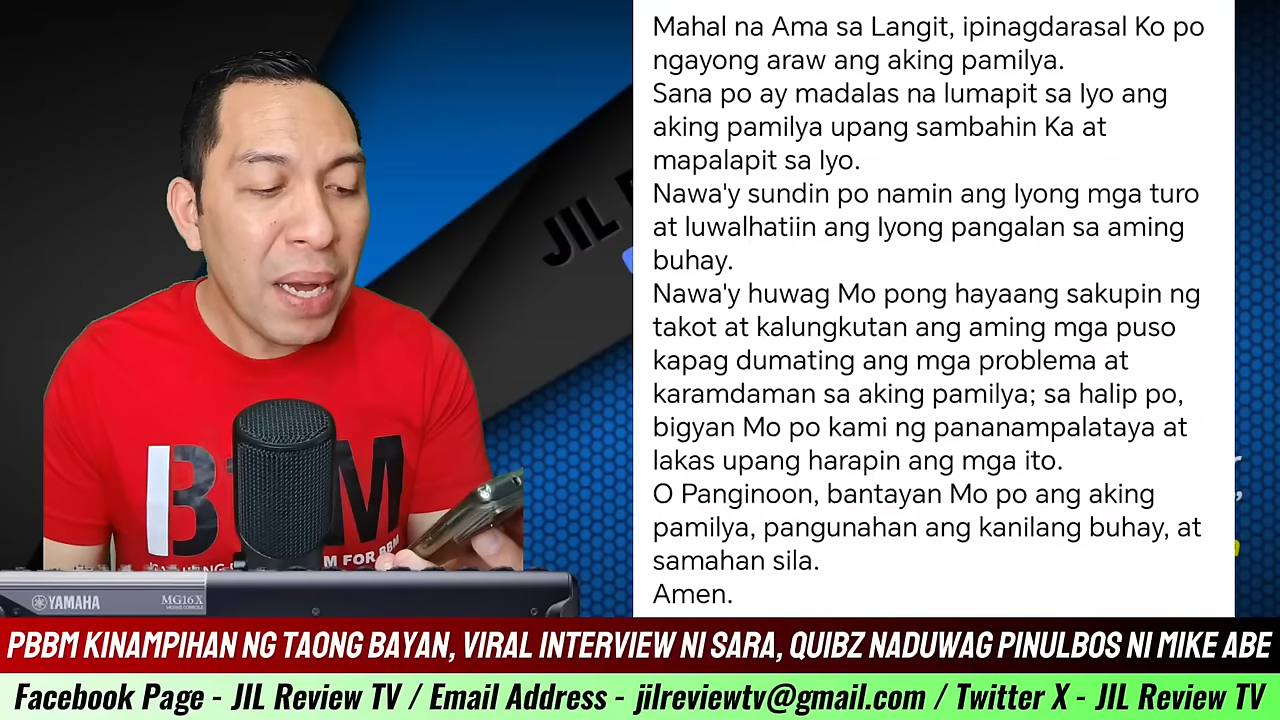 Mahal na Ama sa Langit, ipinagdarasal Ko po
ngayong araw ang aking pamilya.
Sana po ay madalas na lumapit sa Iyo ang
aking pamilya upang sambahin Ka at
mapalapit sa Iyo.
Nawa'y sundin po namin ang Iyong mga turo
at luwalhatiin ang Iyong pangalan sa aming
buhay.
Nawa'y huwag Mo pong hayaang sakupin ng
takot at kalungkutan ang aming mga puso
kapag dumating ang mga problema at
karamdaman sa aking pamilya; sa halip po,
bigyan Mo po kami ng pananampalataya at
lakas upang harapin ang mga ito.
O Panginoon, bantayan Mo po ang aking
pamilya, pangunahan ang kanilang buhay, at
samahan sila.
Amen.
JIL
M FOR BBM
YAMAHA
MG16X
PBBM KINAMPIHAN NG TAONG BAYAN, VIRAL INTERVIEW NI SARA, QUIBZ NADUWAG PINULBOS NI MIKE ABE
Facebook Page - JIL Review TV / Email Address - jilreviewtv@gmail.com / Twitter X - JIL Review TV